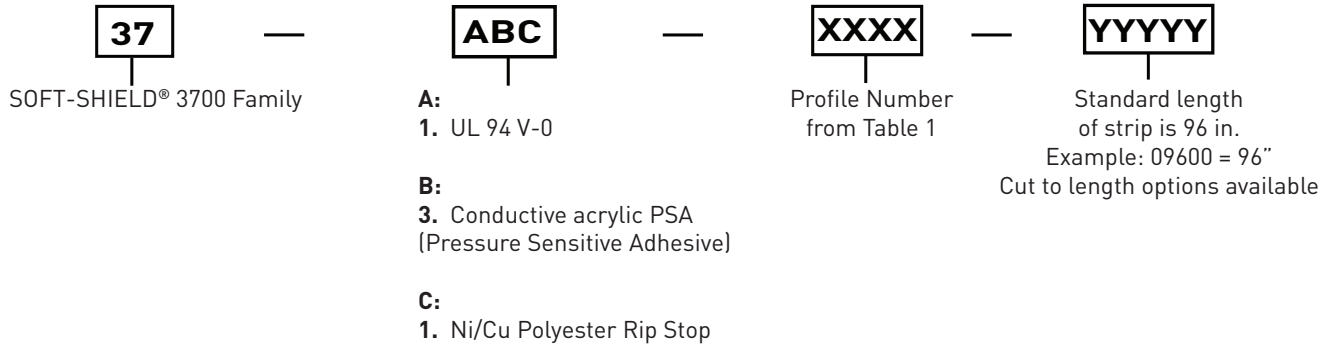 37 — ABC — XXXX — YYYYY
SOFT-SHIELD® 3700 Family
A:
1. UL 94 V-0
B:
3. Conductive acrylic PSA
(Pressure Sensitive Adhesive)
C:
1. Ni/Cu Polyester Rip Stop
Profile Number
from Table 1
Standard length
of strip is 96 in.
Example: 09600 = 96”
Cut to length options available